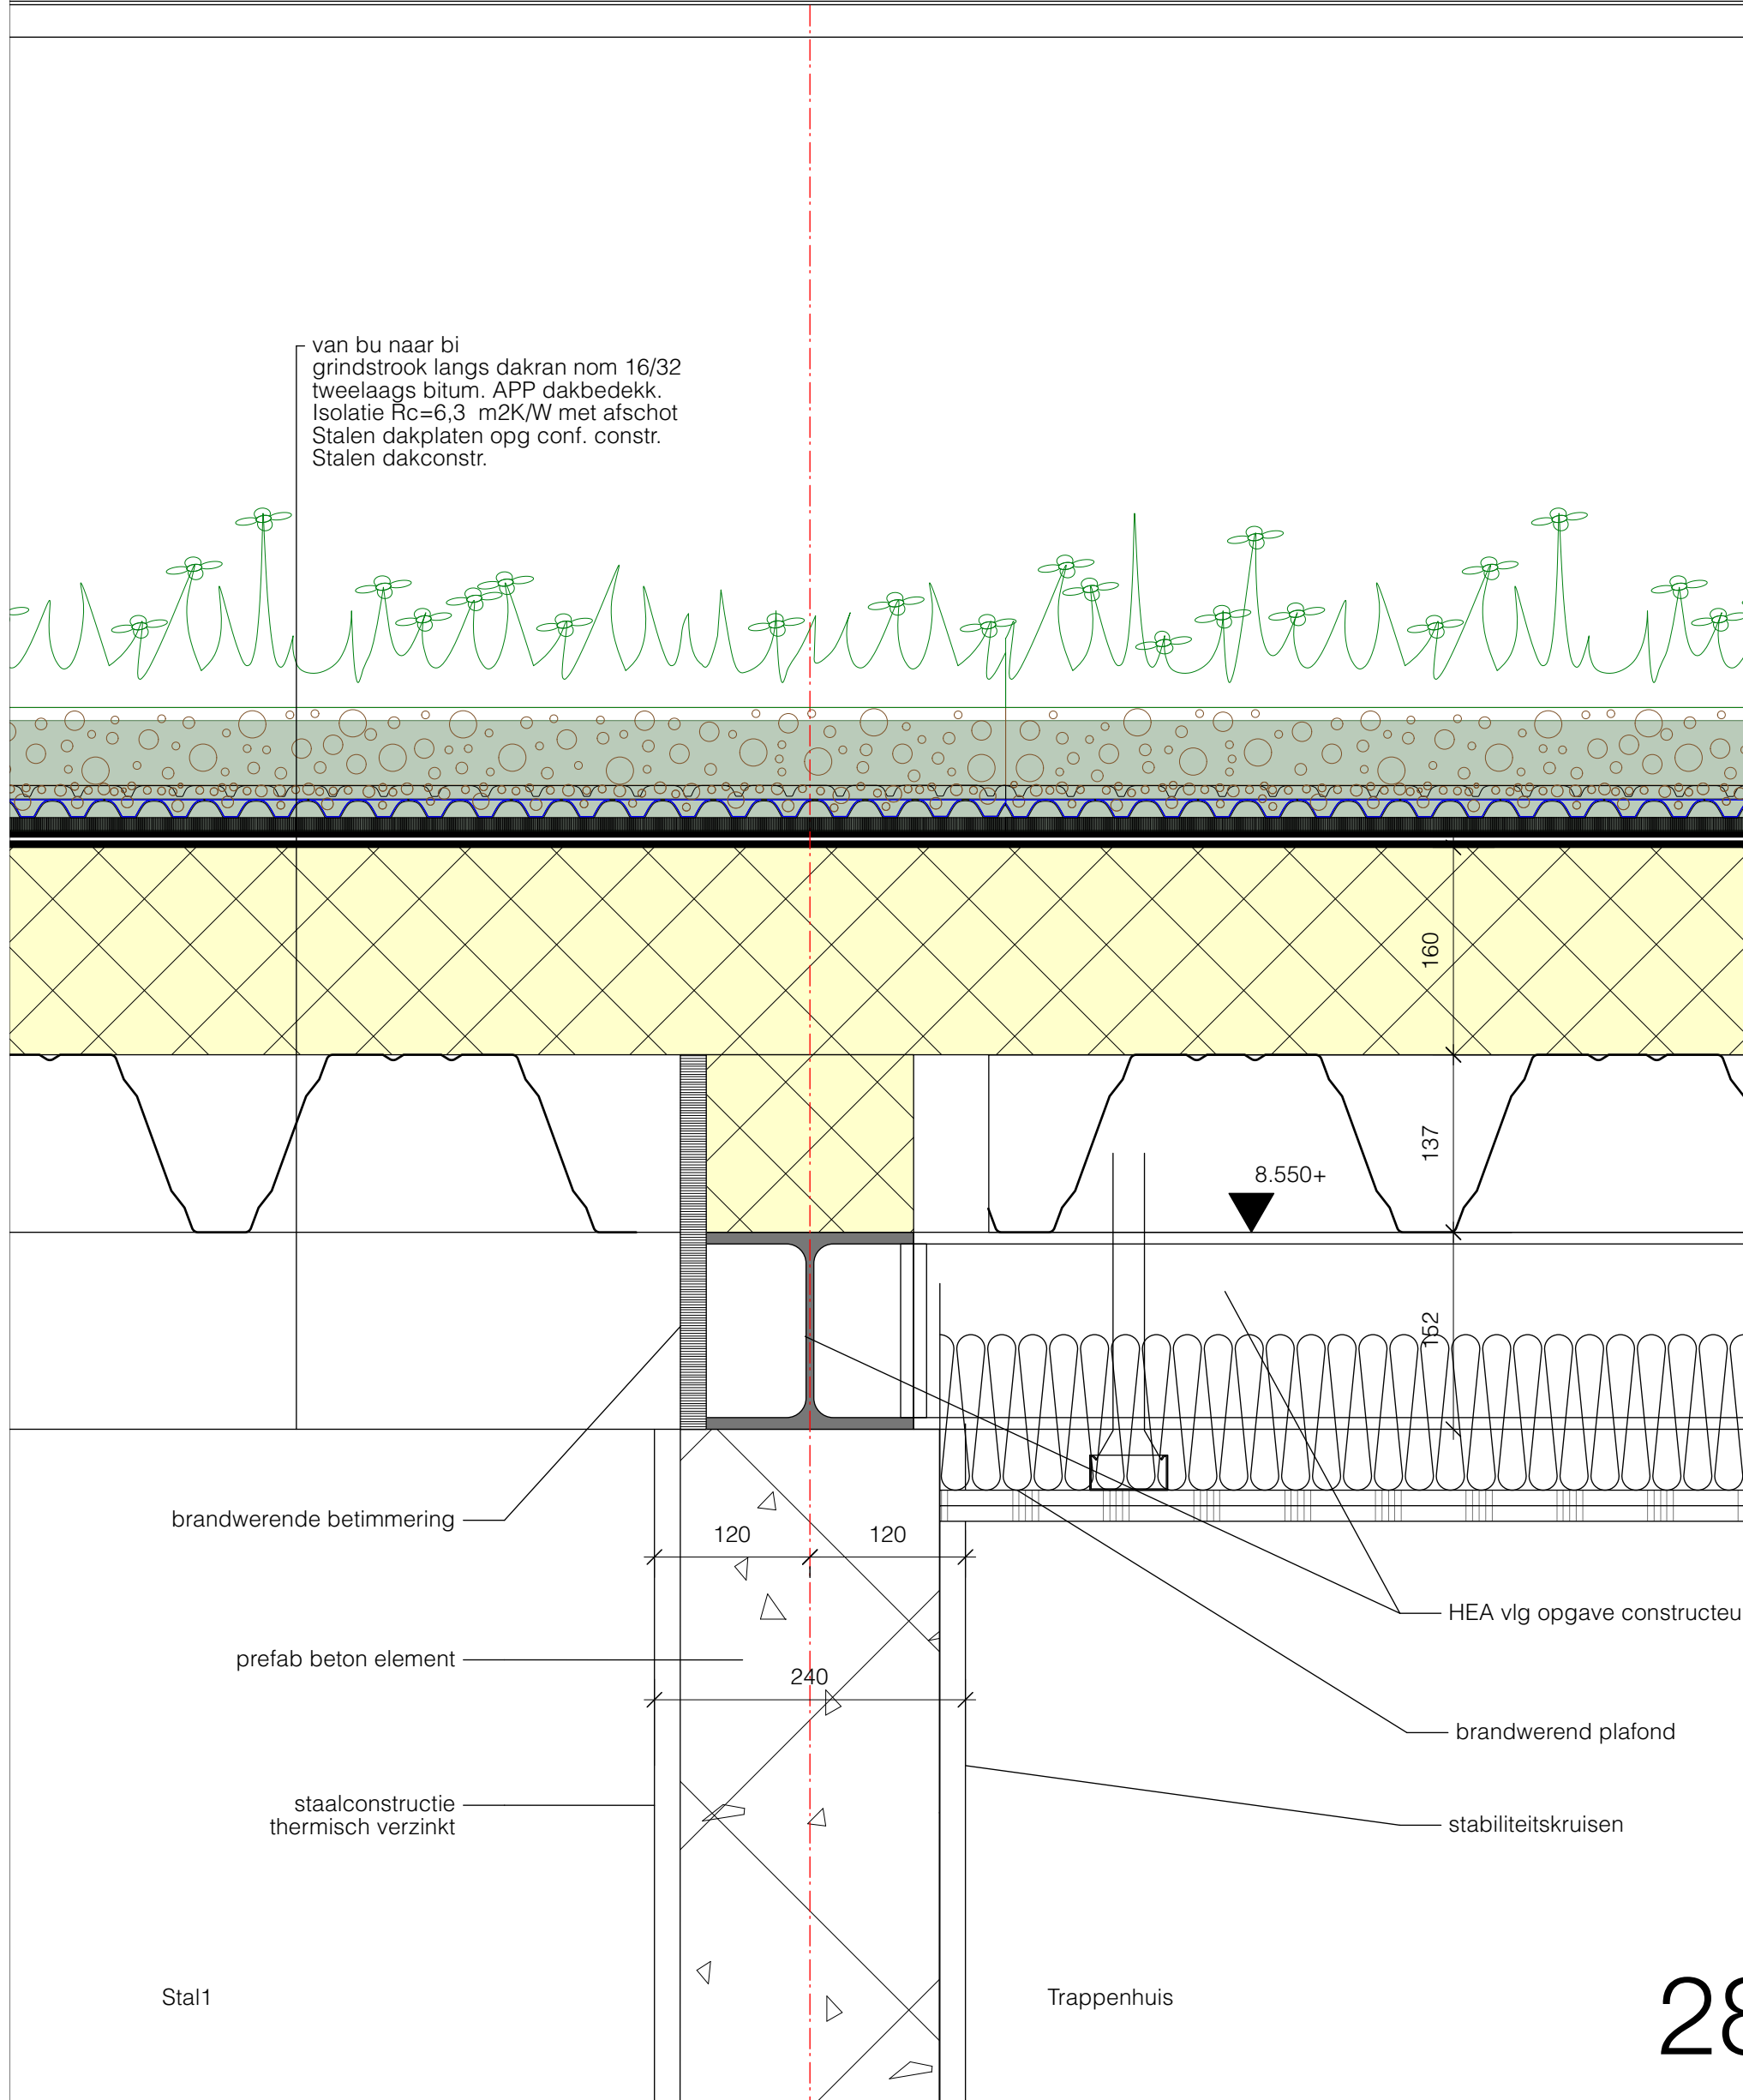 van bu naar bi
grindstrook langs dakran nom 16/32
tweelaags bitum. APP dakbedekk.
Isolatie Rc=6,3 m2K/W met afschot
Stalen dakplaten opg conf. constr.
Stalen dakconstr.
160
137
8.550+
152
brandwerende betimmering
120
120
HEA vlg opgave constructeu
prefab beton element
240
brandwerend plafond
staalconstructie
thermisch verzinkt
stabiliteitskruisen
Stal1
Trappenhuis
28